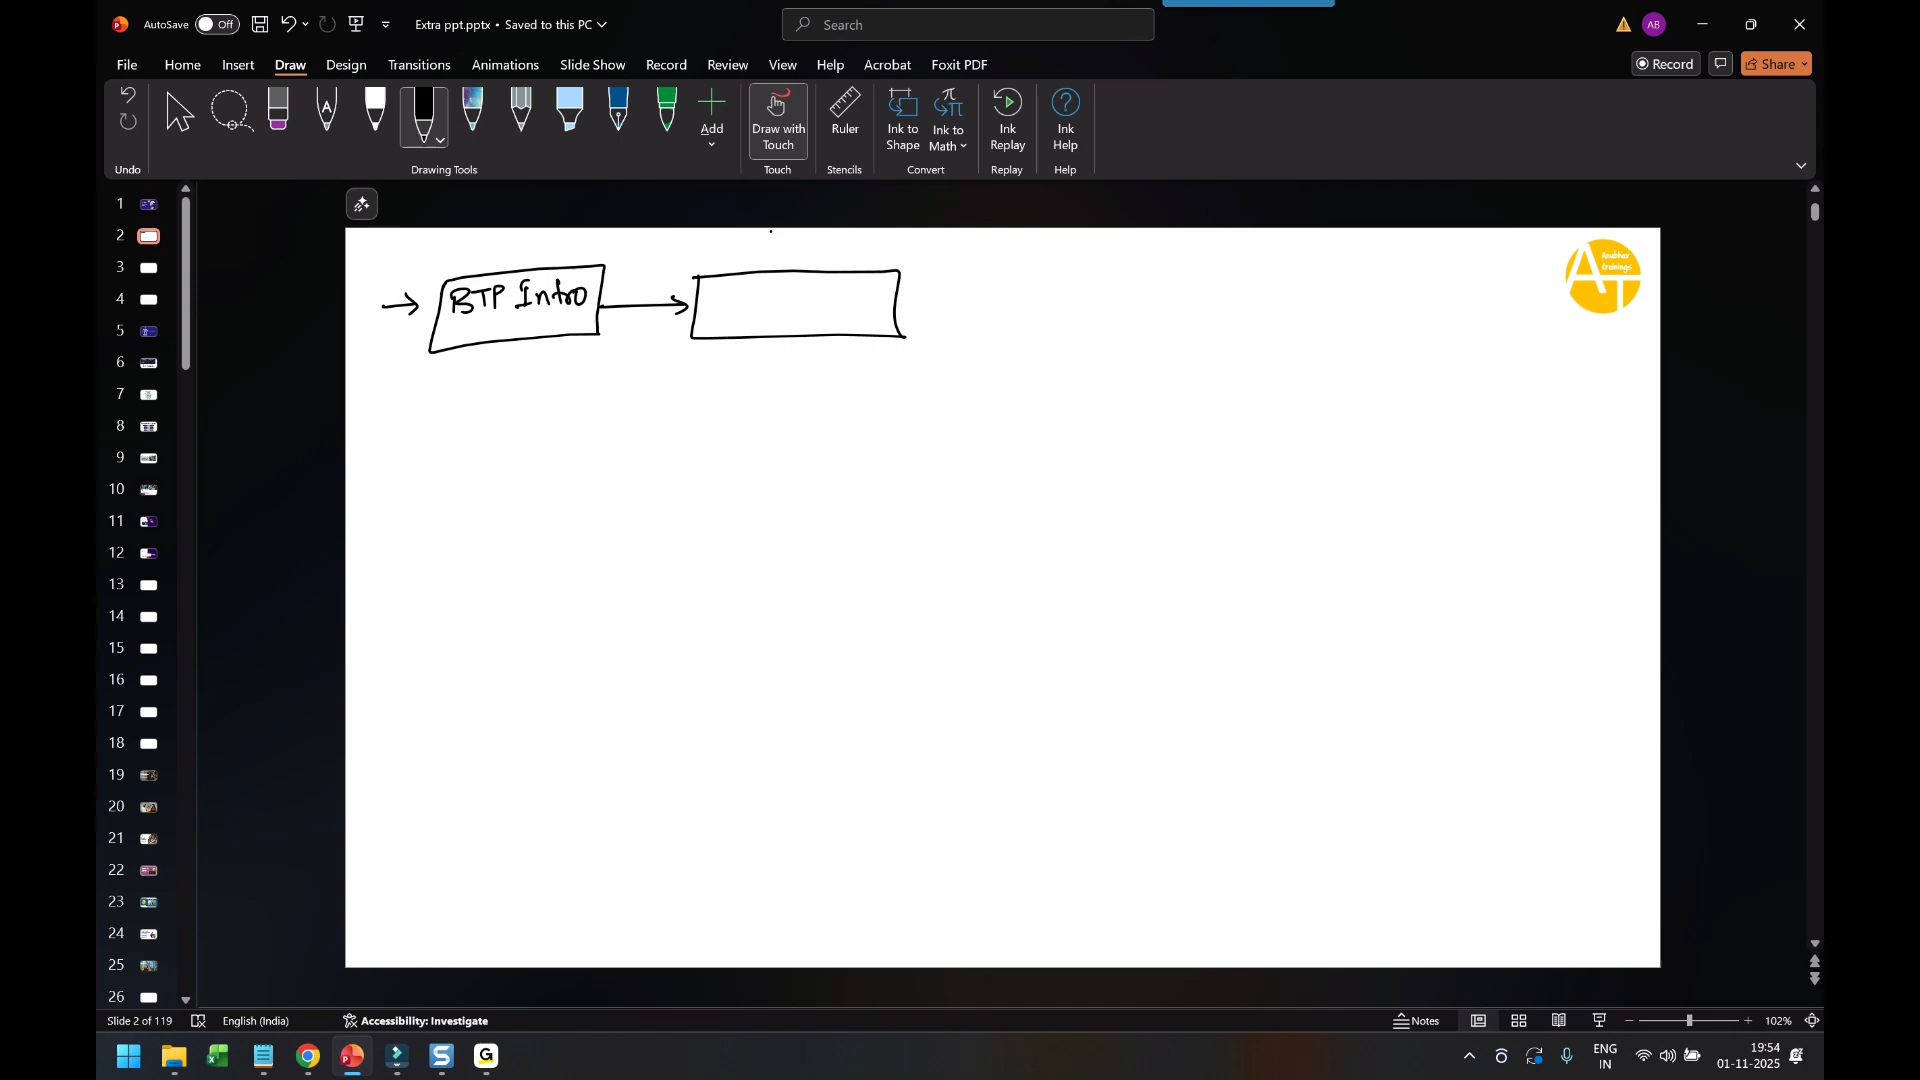 AutoSave Off Extra ppt.pptx • Saved to this PC Search AB
File Home Insert Draw Design Transitions Animations Slide Show Record Review View Help Acrobat Foxit PDF Record Share
A Add Draw with Touch Ruler Ink to Shape Ink to Math Ink Replay Ink Help
Undo Drawing Tools Touch Stencils Convert Replay Help
1
2
3
4
5
6
7
8
9
10
11
12
13
14
15
16
17
18
19
20
21
22
23
24
25
26
BTP Intro
Anubhav
trainings
AT
Slide 2 of 119 English (India) Accessibility: Investigate Notes 102%
ENG
IN
19:54
01-11-2025